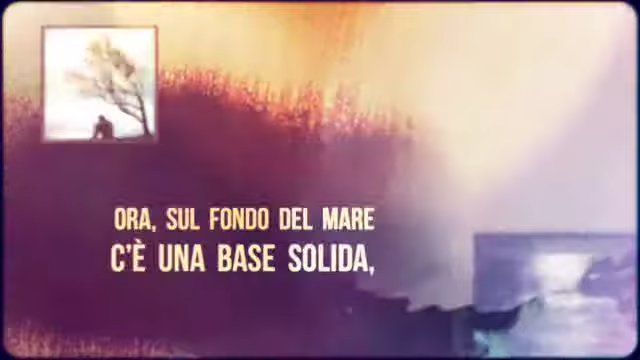 ORA, SUL FONDO DEL MARE
C'È UNA BASE SOLIDA,